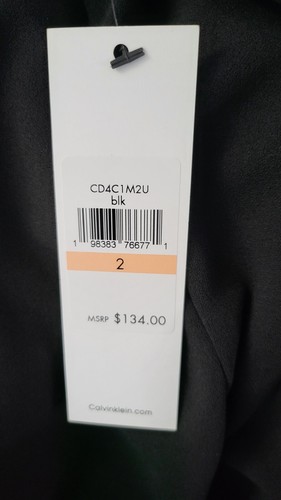 CD4C1M2U
blk
1 98383 76677 1
2
MSRP $134.00
Calvinklein.com